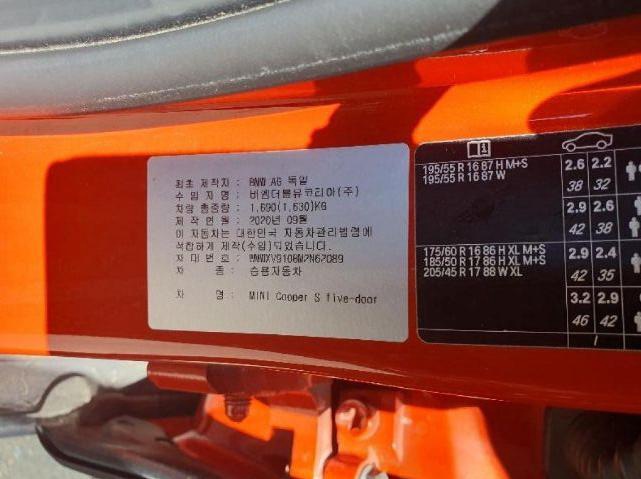 최초 제작자 : BMW AG 독일
수 입 자 명 : 비엠더블유코리아(주)
차량 총중량 : 1,690(1,630)KG
제 작 연 월 : 2020년 09월
이 자동차는 대한민국 자동차관리법령에
적합하게 제작(수입)되었습니다.
차 대 번 호 :
차 종 : 승용자동차
차 명 : MINI Cooper S five-door
1
195/55 R 16 87 H M+S
195/55 R 16 87 W
2.6 2.2
38 32
2.9 2.6
42 38
175/60 R 16 86 H XL M+S
185/50 R 17 86 H XL M+S
205/45 R 17 88 W XL
2.9 2.4
42 35
3.2 2.9
46 42